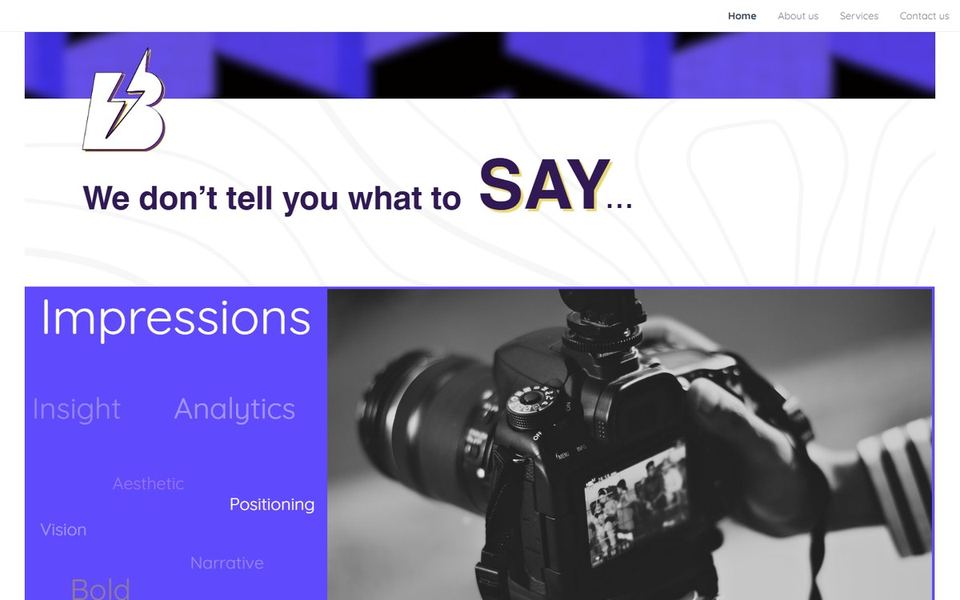 Home About us Services Contact us
B
We don’t tell you what to SAY...
Impressions
Insight Analytics
Aesthetic
Positioning
Vision
Narrative
Bold
ON